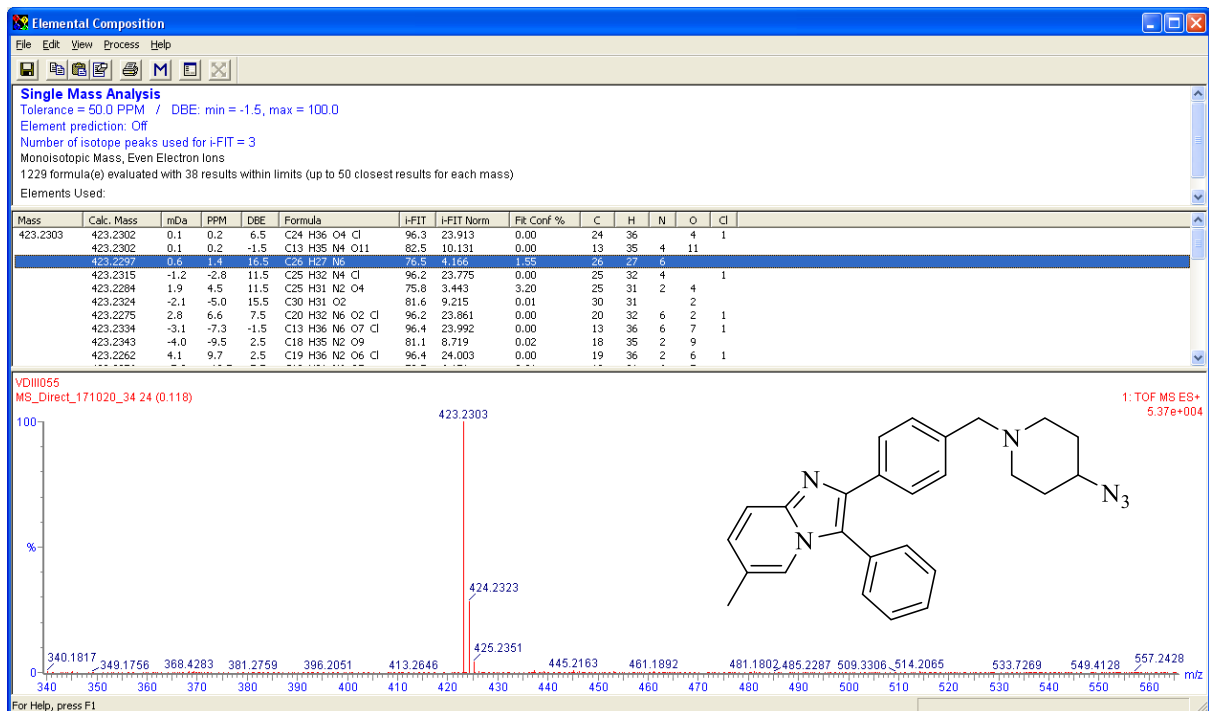 Elemental Composition
File Edit View Process Help
M
Single Mass Analysis
Tolerance = 50.0 PPM / DBE: min = -1.5, max = 100.0
Element prediction: Off
Number of isotope peaks used for i-FIT = 3
Monoisotopic Mass, Even Electron Ions
1229 formula(e) evaluated with 38 results within limits (up to 50 closest results for each mass)
Elements Used:
Mass Calc. Mass mDa PPM DBE Formula i-FIT i-FIT Norm Fit Conf % C H N O Cl
423.2303 423.2302 0.1 0.2 6.5 C24 H36 O4 Cl 96.3 23.913 0.00 24 36 4 1
423.2302 0.1 0.2 -1.5 C13 H35 N4 O11 82.5 10.131 0.00 13 35 4 11
423.2297 0.6 1.4 16.5 C26 H27 N6 76.5 4.166 1.55 26 27 6
423.2315 -1.2 -2.8 11.5 C25 H32 N4 Cl 96.2 23.775 0.00 25 32 4 1
423.2284 1.9 4.5 11.5 C25 H31 N2 O4 75.8 3.443 3.20 25 31 2 4
423.2324 -2.1 -5.0 15.5 C30 H31 O2 81.6 9.215 0.01 30 31 2
423.2275 2.8 6.6 7.5 C20 H32 N6 O2 Cl 96.2 23.861 0.00 20 32 6 2 1
423.2334 -3.1 -7.3 -1.5 C13 H36 N6 O7 Cl 96.4 23.992 0.00 13 36 6 7 1
423.2343 -4.0 -9.5 2.5 C18 H35 N2 O9 81.1 8.719 0.02 18 35 2 9
423.2262 4.1 9.7 2.5 C19 H36 N2 O6 Cl 96.4 24.003 0.00 19 36 2 6 1
VDIII055
MS_Direct_171020_34 24 (0.118)
1: TOF MS ES+
5.37e+004
423.2303
100
%
0
424.2323
425.2351
340.1817 349.1756 368.4283 381.2759 396.2051 413.2646 445.2163 461.1892 481.1802 485.2287 509.3306 514.2065 533.7269 549.4128 557.2428
m/z
340 350 360 370 380 390 400 410 420 430 440 450 460 470 480 490 500 510 520 530 540 550 560
N
N3
N
N
For Help, press F1